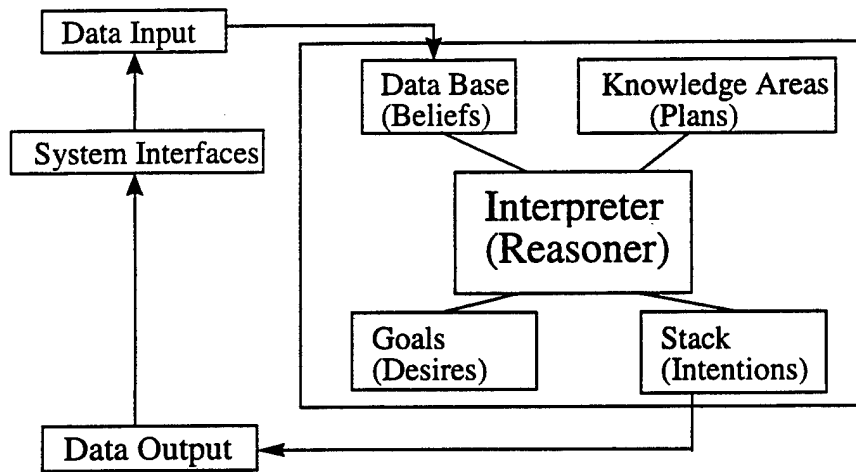 Data Input
Data Base
(Beliefs)
Knowledge Areas
(Plans)
System Interfaces
Interpreter
(Reasoner)
Goals
(Desires)
Stack
(Intentions)
Data Output